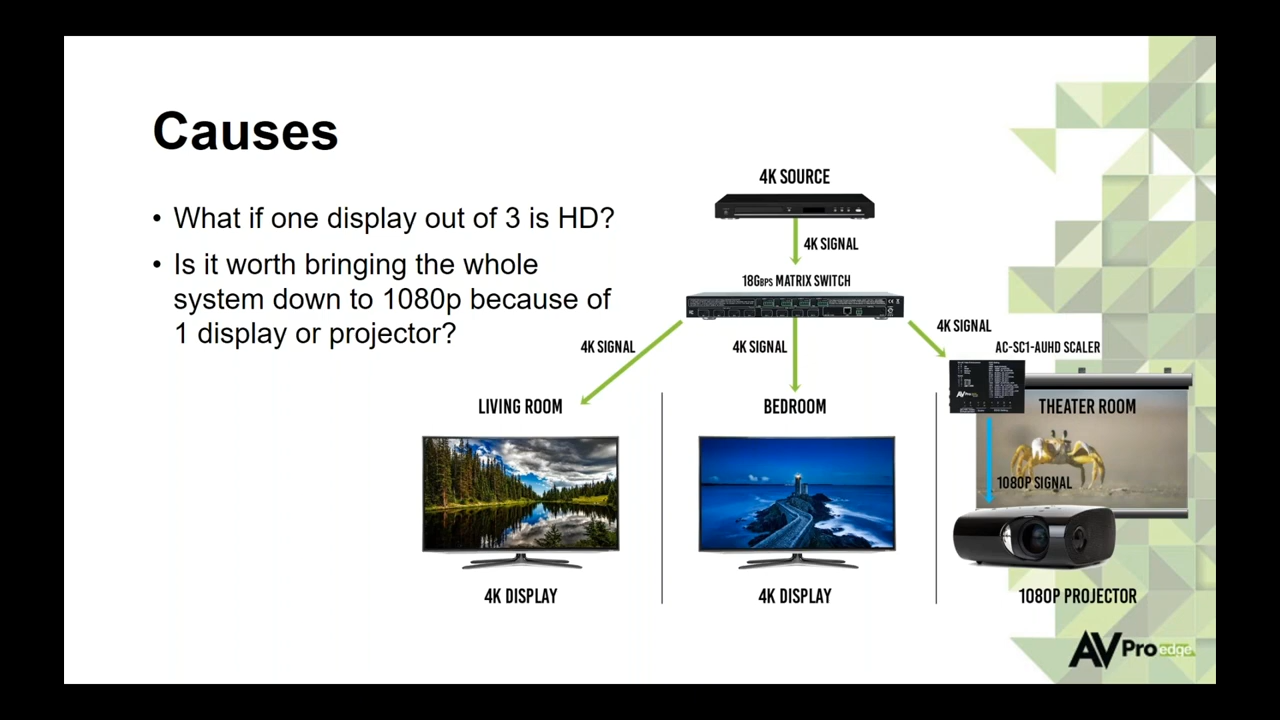 Causes
• What if one display out of 3 is HD?
• Is it worth bringing the whole
system down to 1080p because of
1 display or projector?
4K SOURCE
4K SIGNAL
18GBPS MATRIX SWITCH
4K SIGNAL
4K SIGNAL
4K SIGNAL
AC-SC1-AUHD SCALER
LIVING ROOM
BEDROOM
THEATER ROOM
1080P SIGNAL
4K DISPLAY
4K DISPLAY
1080P PROJECTOR
AVPro edge